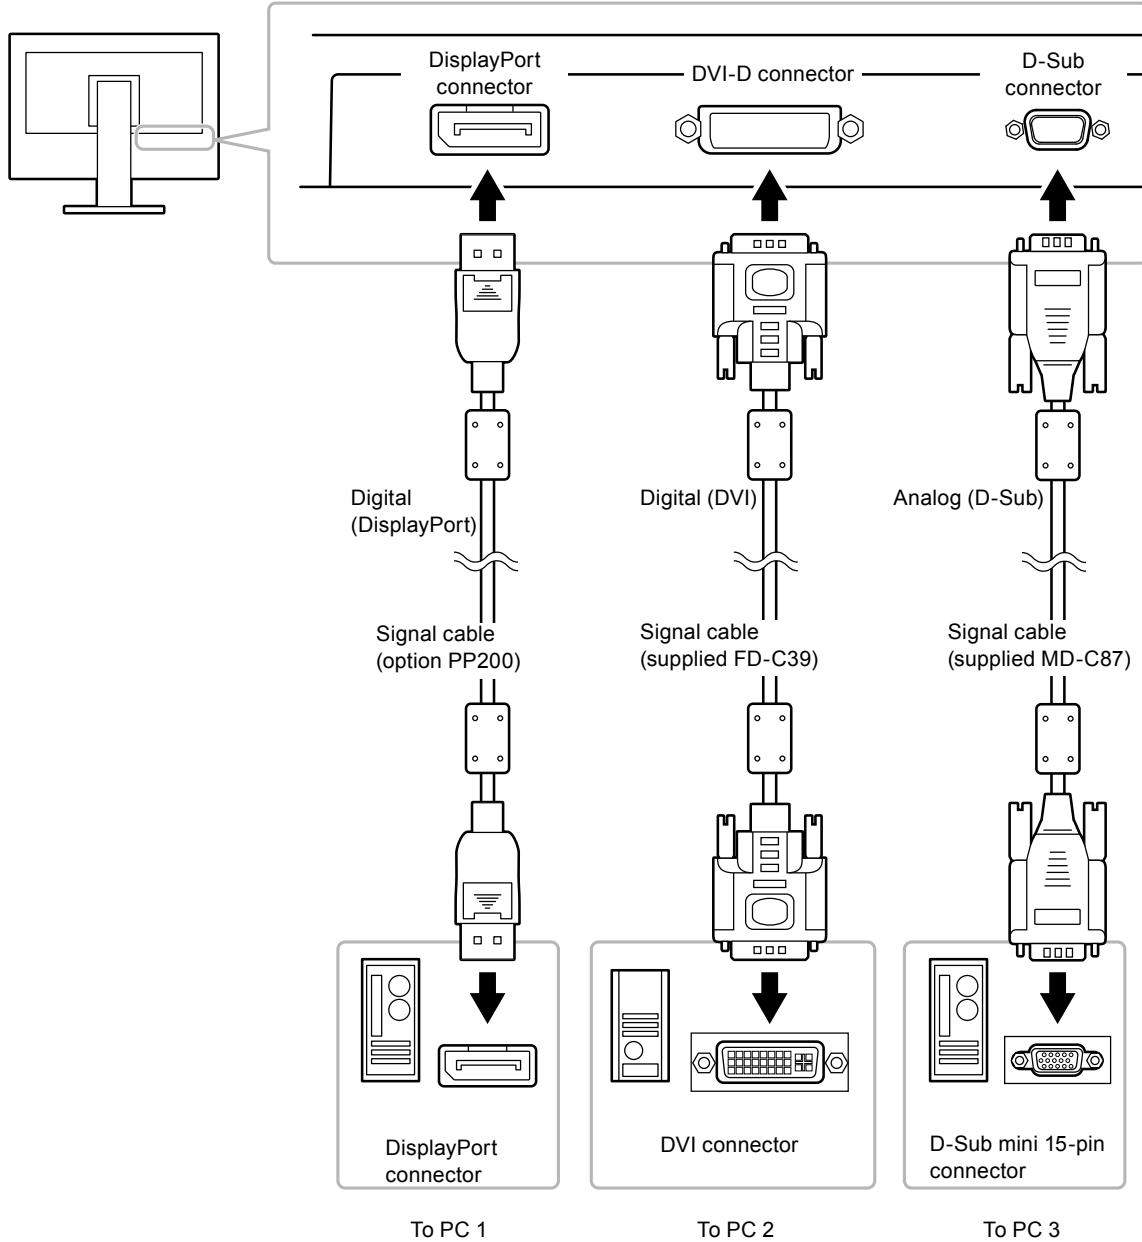 DisplayPort
connector
DVI-D connector
D-Sub
connector
Digital
(DisplayPort)
Digital (DVI)
Analog (D-Sub)
Signal cable
(option PP200)
Signal cable
(supplied FD-C39)
Signal cable
(supplied MD-C87)
DisplayPort
connector
DVI connector
D-Sub mini 15-pin
connector
To PC 1
To PC 2
To PC 3